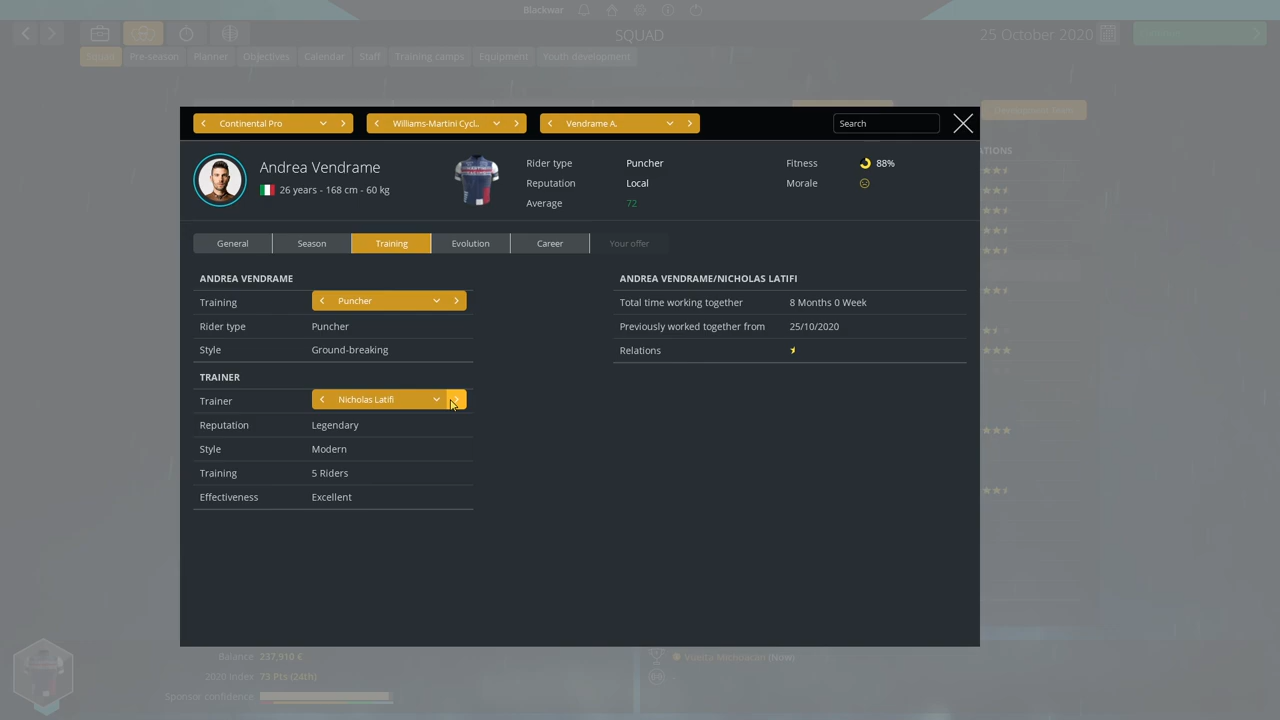 Blackwar
SQUAD
25 October 2020
Squad Pre-season Planner Objectives Calendar Staff Training camps Equipment Youth development
Continental Pro Williams-Martini Cycl.. Vendrame A. Search
Andrea Vendrame
26 years - 168 cm - 60 kg
Rider type Puncher
Reputation Local
Average 72
Fitness 88%
Morale
General Season Training Evolution Career Your offer
ANDREA VENDRAME
Training Puncher
Rider type Puncher
Style Ground-breaking
TRAINER
Trainer Nicholas Latifi
Reputation Legendary
Style Modern
Training 5 Riders
Effectiveness Excellent
ANDREA VENDRAME/NICHOLAS LATIFI
Total time working together 8 Months 0 Week
Previously worked together from 25/10/2020
Relations
Balance 237,910 €
2020 Index 73 Pts (24th)
Sponsor confidence
Vuelta Michoacan (Now)